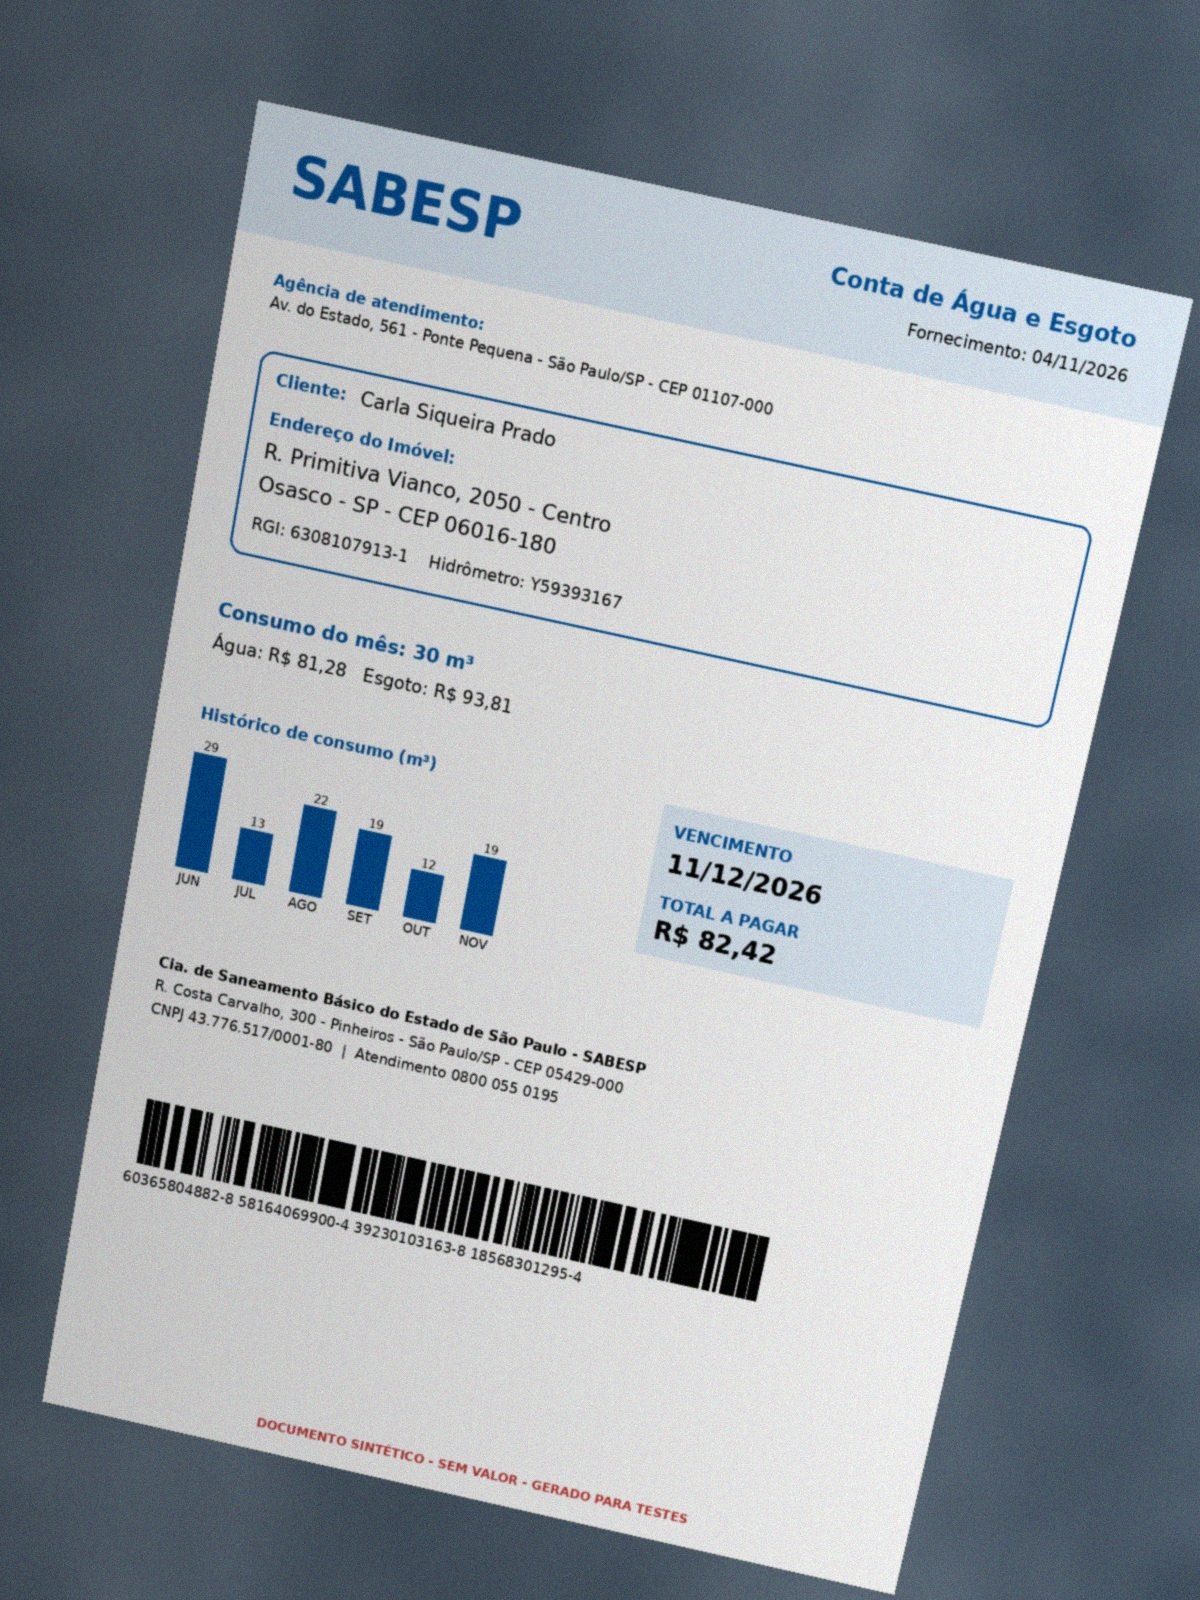 SABESP
Conta de Água e Esgoto
Fornecimento: 04/11/2026
Agência de atendimento:
Av. do Estado, 561 - Ponte Pequena - São Paulo/SP - CEP 01107-000
Cliente: Carla Siqueira Prado
Endereço do Imóvel:
R. Primitiva Vianco, 2050 - Centro
Osasco - SP - CEP 06016-180
RGI: 6308107913-1 Hidrômetro: Y59393167
Consumo do mês: 30 m³
Água: R$ 81,28 Esgoto: R$ 93,81
Histórico de consumo (m³)
29 13 22 19 12 19
JUN JUL AGO SET OUT NOV
VENCIMENTO
11/12/2026
TOTAL A PAGAR
R$ 82,42
Cia. de Saneamento Básico do Estado de São Paulo - SABESP
R. Costa Carvalho, 300 - Pinheiros - São Paulo/SP - CEP 05429-000
CNPJ 43.776.517/0001-80 | Atendimento 0800 055 0195
60365804882-8 58164069900-4 39230103163-8 18568301295-4
DOCUMENTO SINTÉTICO - SEM VALOR - GERADO PARA TESTES